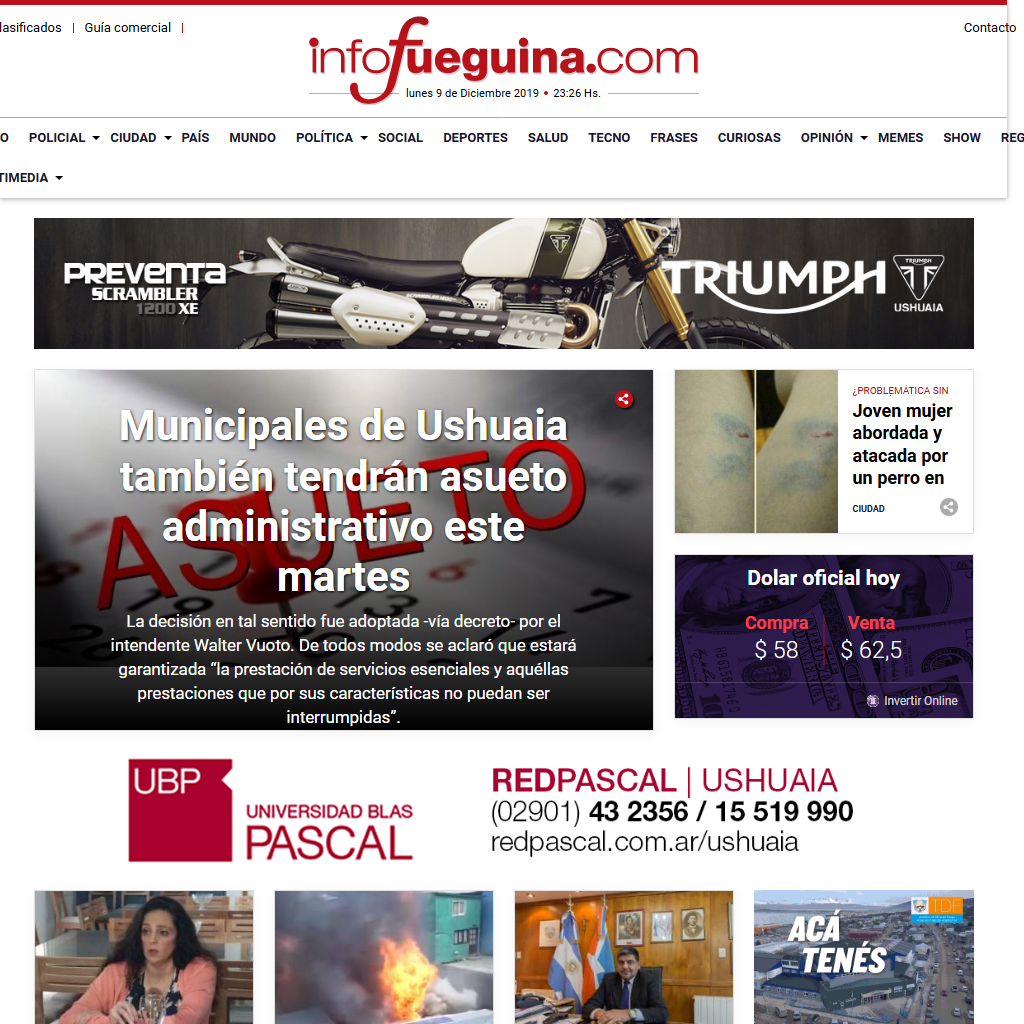 lasificados | Guía comercial |
Contacto
infofueguina.com
lunes 9 de Diciembre 2019 • 23:26 Hs.
O POLICIAL CIUDAD PAÍS MUNDO POLÍTICA SOCIAL DEPORTES SALUD TECNO FRASES CURIOSAS OPINIÓN MEMES SHOW REG
TIMEDIA
PREVENTA
SCRAMBLER
1200 XE
TRIUMPH
TRIUMPH
USHUAIA
ASUETO
Municipales de Ushuaia
también tendrán asueto
administrativo este
martes
La decisión en tal sentido fue adoptada -vía decreto- por el
intendente Walter Vuoto. De todos modos se aclaró que estará
garantizada “la prestación de servicios esenciales y aquéllas
prestaciones que por sus características no puedan ser
interrumpidas”.
¿PROBLEMÁTICA SIN
Joven mujer
abordada y
atacada por
un perro en
CIUDAD
Dolar oficial hoy
Compra Venta
$ 58 $ 62,5
Invertir Online
UBP
UNIVERSIDAD BLAS
PASCAL
REDPASCAL | USHUAIA
(02901) 43 2356 / 15 519 990
redpascal.com.ar/ushuaia
TDF
ACÁ
TENÉS